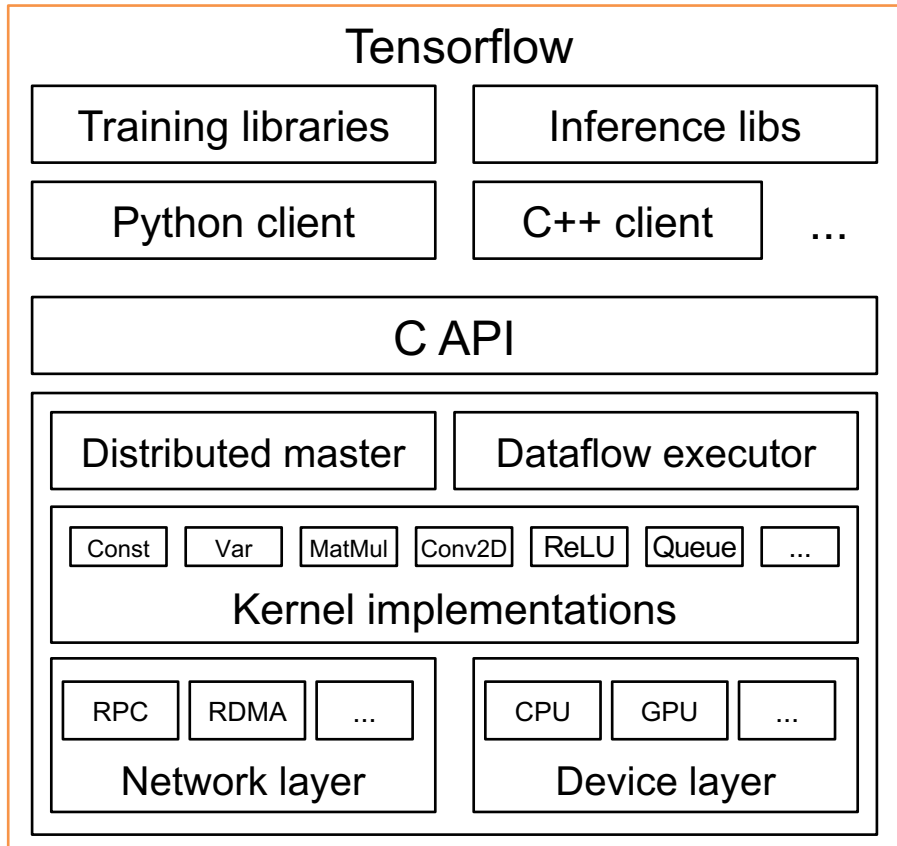 Tensorflow
Training libraries
Inference libs
Python client
C++ client
...
C API
Distributed master
Dataflow executor
Const
Var
MatMul
Conv2D
ReLU
Queue
...
Kernel implementations
RPC
RDMA
...
Network layer
CPU
GPU
...
Device layer